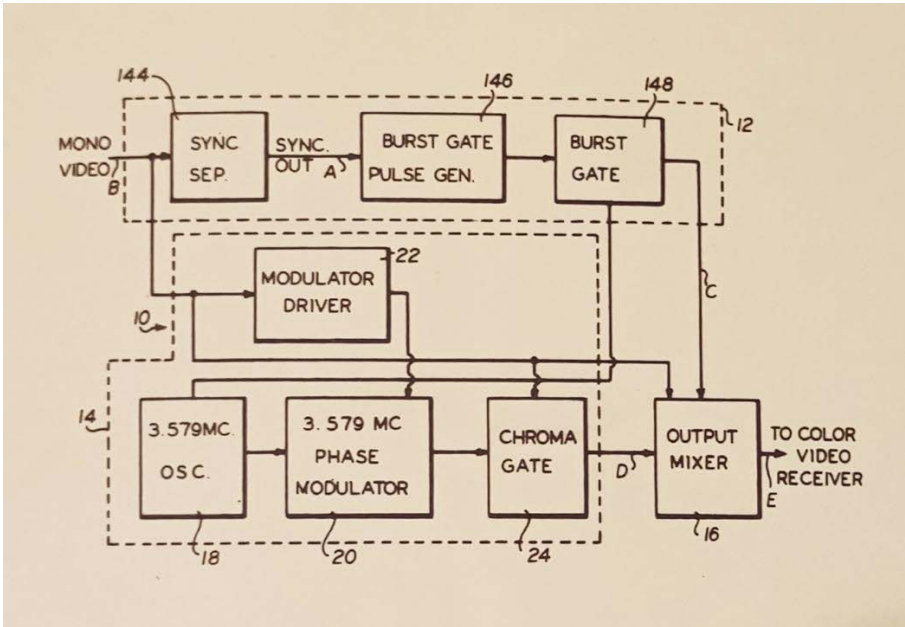 144
146
148
12
MONO
VIDEO
B
SYNC
SEP.
SYNC.
OUT
A
BURST GATE
PULSE GEN.
BURST
GATE
22
MODULATOR
DRIVER
C
10
14
3.579MC.
OSC.
3.579 MC
PHASE
MODULATOR
CHROMA
GATE
D
OUTPUT
MIXER
TO COLOR
VIDEO
RECEIVER
E
18
20
24
16